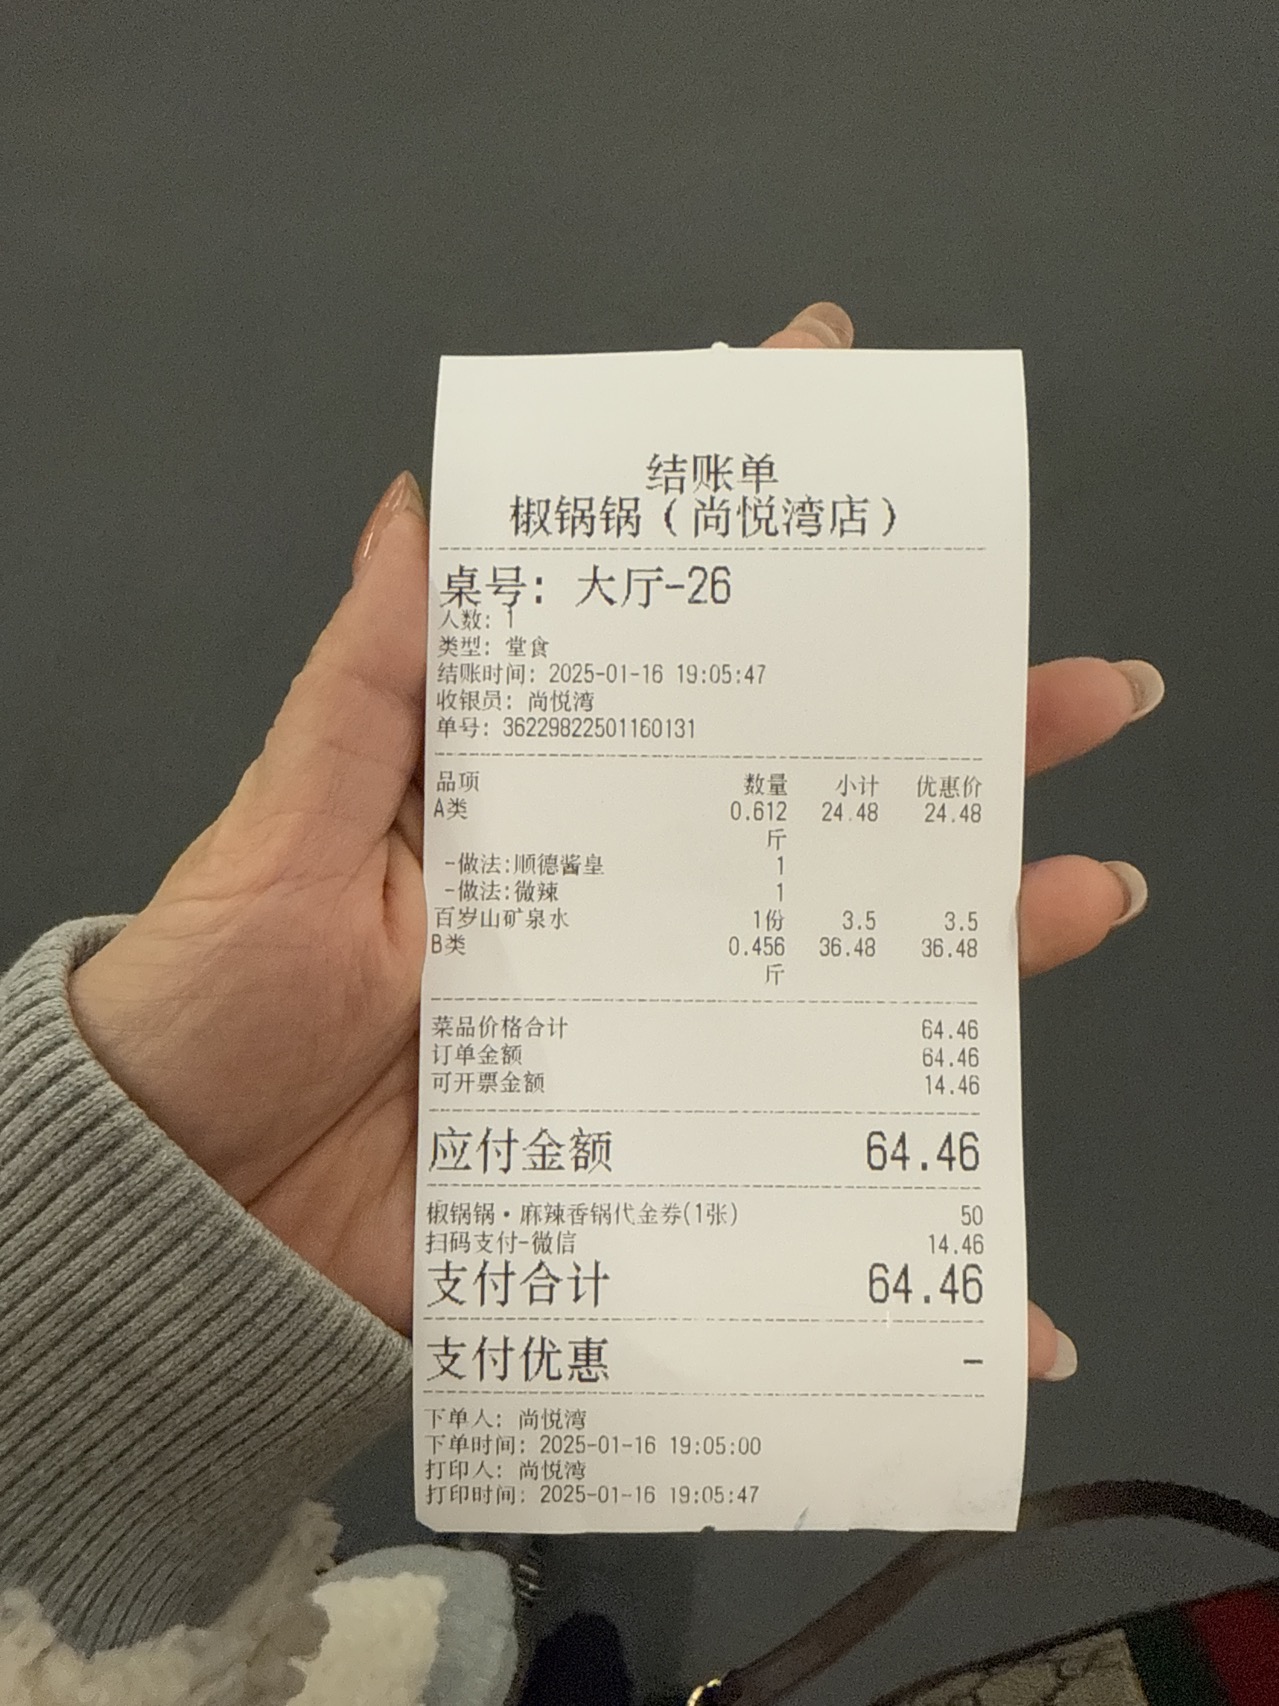 结账单
椒锅锅（尚悦湾店）
桌号: 大厅-26
人数: 1
类型: 堂食
结账时间: 2025-01-16 19:05:47
收银员: 尚悦湾
单号: 36229822501160131
品项 数量 小计 优惠价
A类 0.612 24.48 24.48
斤
-做法:顺德酱皇 1
-做法:微辣 1
百岁山矿泉水 1份 3.5 3.5
B类 0.456 36.48 36.48
斤
菜品价格合计 64.46
订单金额 64.46
可开票金额 14.46
应付金额 64.46
椒锅锅·麻辣香锅代金券(1张) 50
扫码支付-微信 14.46
支付合计 64.46
支付优惠 -
下单人: 尚悦湾
下单时间: 2025-01-16 19:05:00
打印人: 尚悦湾
打印时间: 2025-01-16 19:05:47